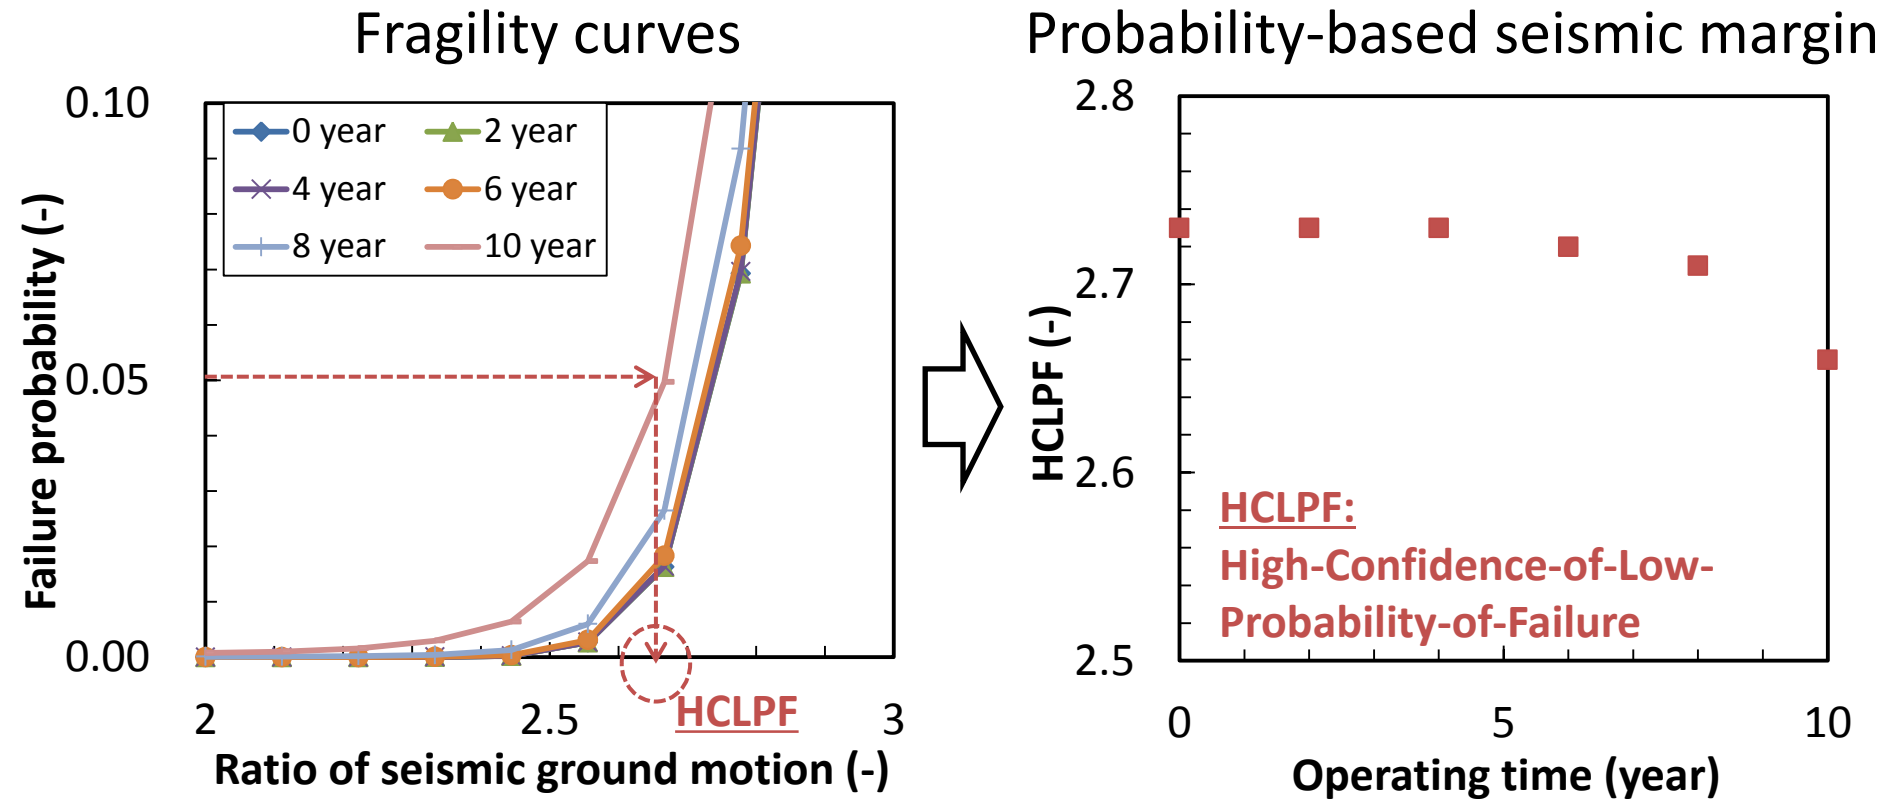 Fragility curves
0.10
0.05
0.00
Failure probability (-)
0 year
2 year
4 year
6 year
8 year
10 year
2
2.5
3
HCLPF
Ratio of seismic ground motion (-)
Probability-based seismic margin
2.8
2.7
2.6
2.5
HCLPF (-)
HCLPF:
High-Confidence-of-Low-
Probability-of-Failure
0
5
10
Operating time (year)